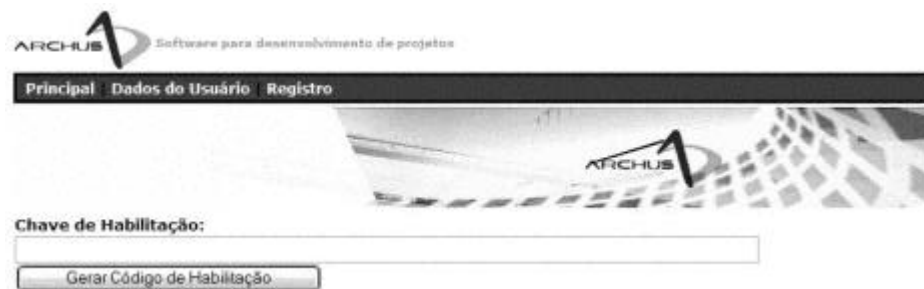 ARCHUS Software para desenvolvimento de projetos
Principal Dados do Usuário Registro
ARCHUS
Chave de Habilitação:
Gerar Código de Habilitação